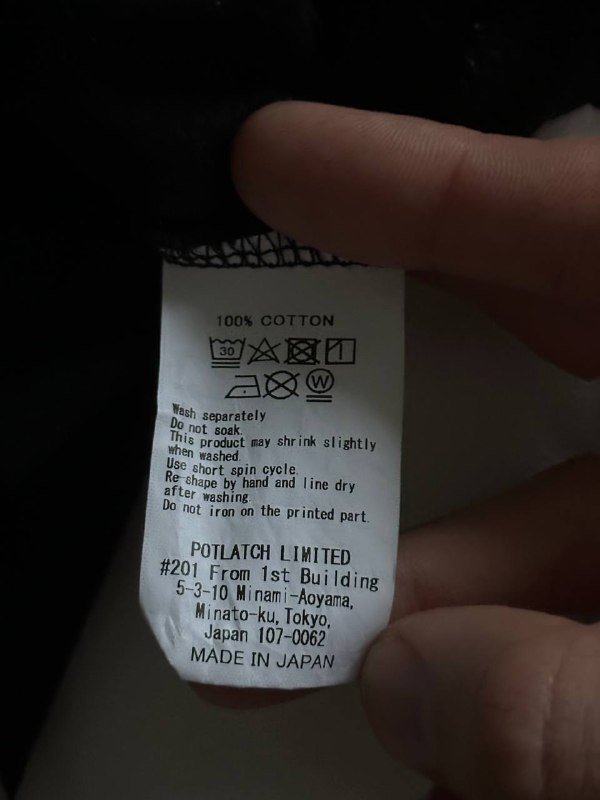 100% COTTON
30
W
Wash separately
Do not soak.
This product may shrink slightly
when washed.
Use short spin cycle.
Re-shape by hand and line dry
after washing.
Do not iron on the printed part.
POTLATCH LIMITED
#201 From 1st Building
5-3-10 Minami-Aoyama,
Minato-ku, Tokyo,
Japan 107-0062
MADE IN JAPAN